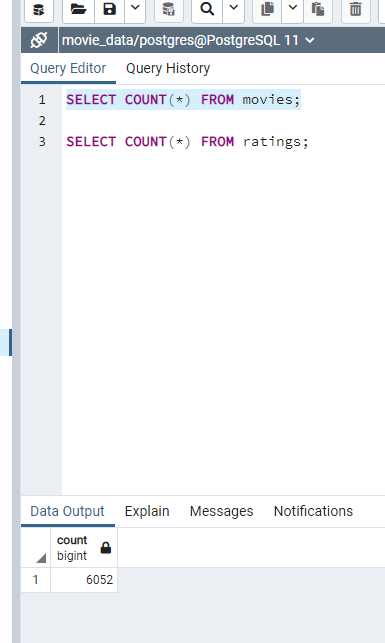 movie_data/postgres@PostgreSQL 11
Query Editor Query History
1 SELECT COUNT(*) FROM movies;
2
3 SELECT COUNT(*) FROM ratings;
Data Output Explain Messages Notifications
count
bigint
1 6052